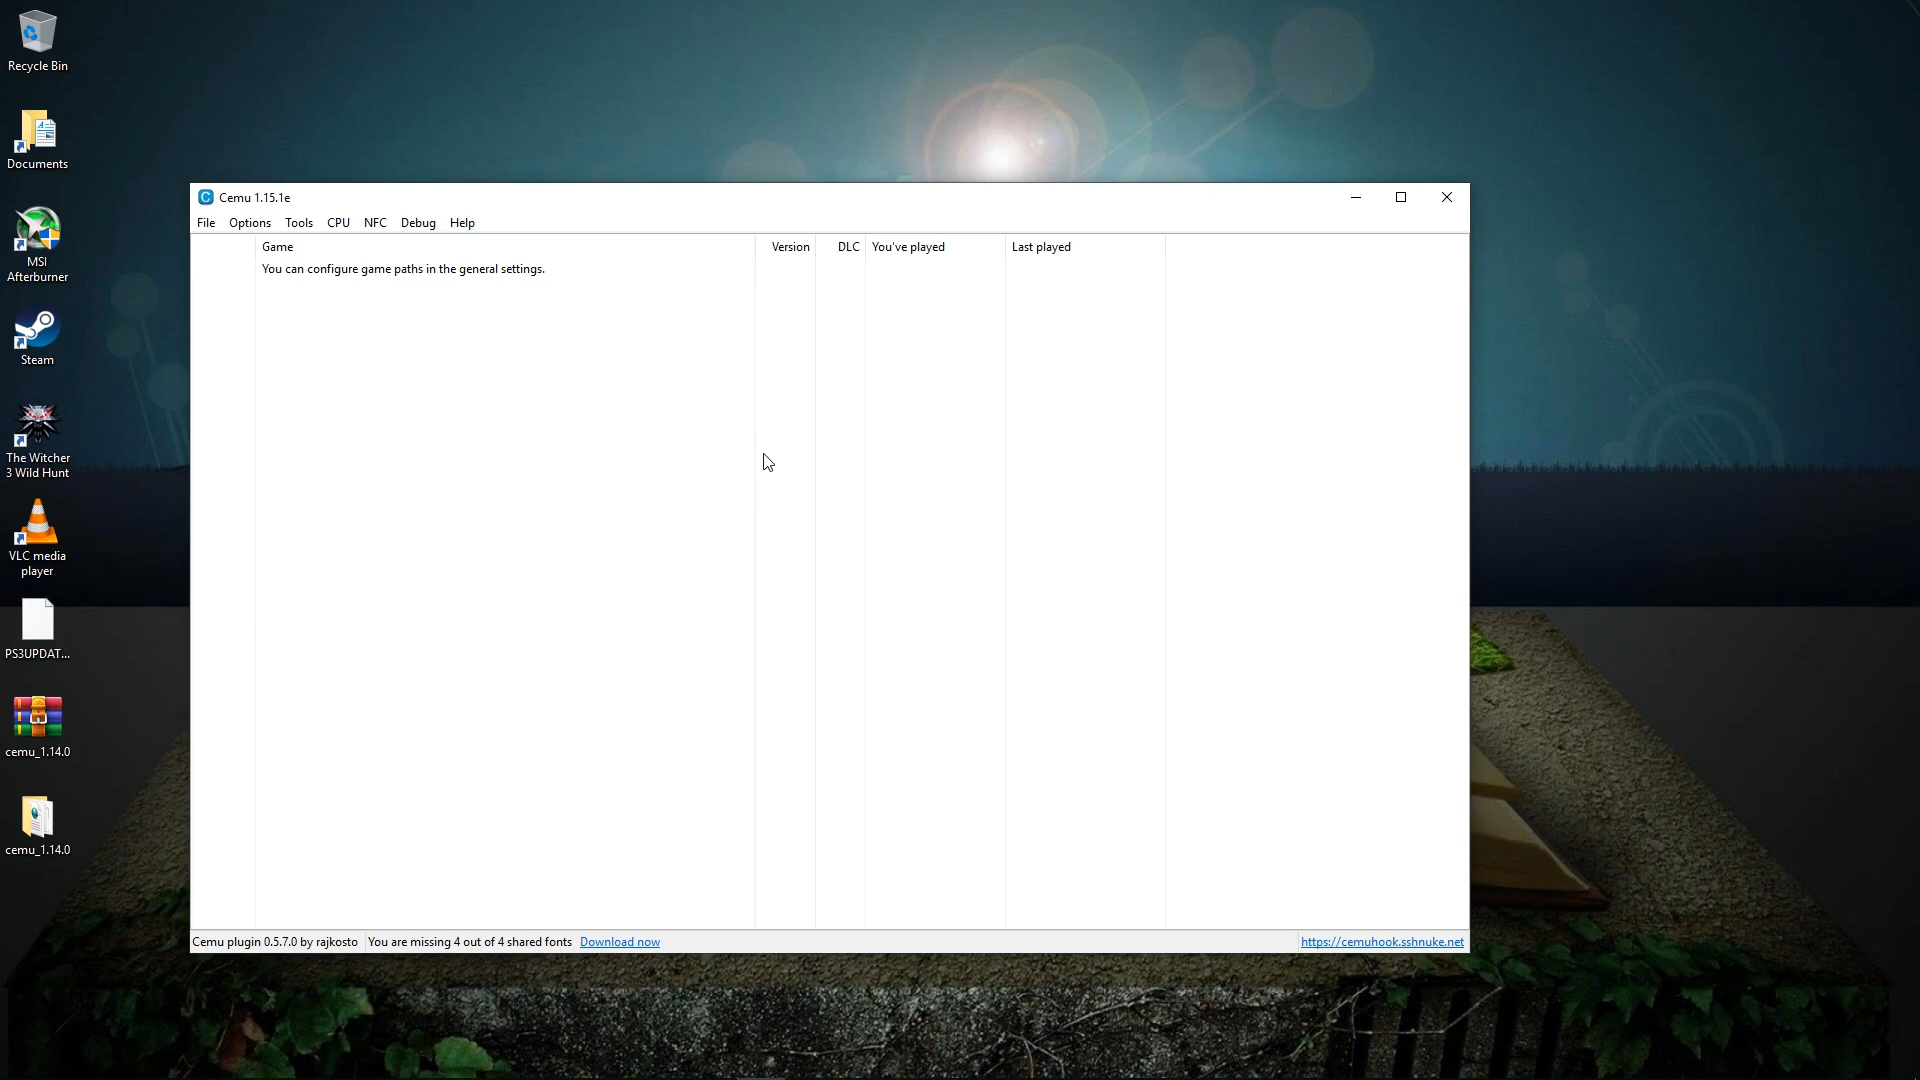 Recycle Bin
Documents
MSI
Afterburner
Steam
The Witcher
3 Wild Hunt
VLC media
player
PS3UPDAT...
cemu_1.14.0
cemu_1.14.0
Cemu 1.15.1e
File Options Tools CPU NFC Debug Help
Game Version DLC You've played Last played
You can configure game paths in the general settings.
Cemu plugin 0.5.7.0 by rajkosto You are missing 4 out of 4 shared fonts Download now https://cemuhook.sshnuke.net